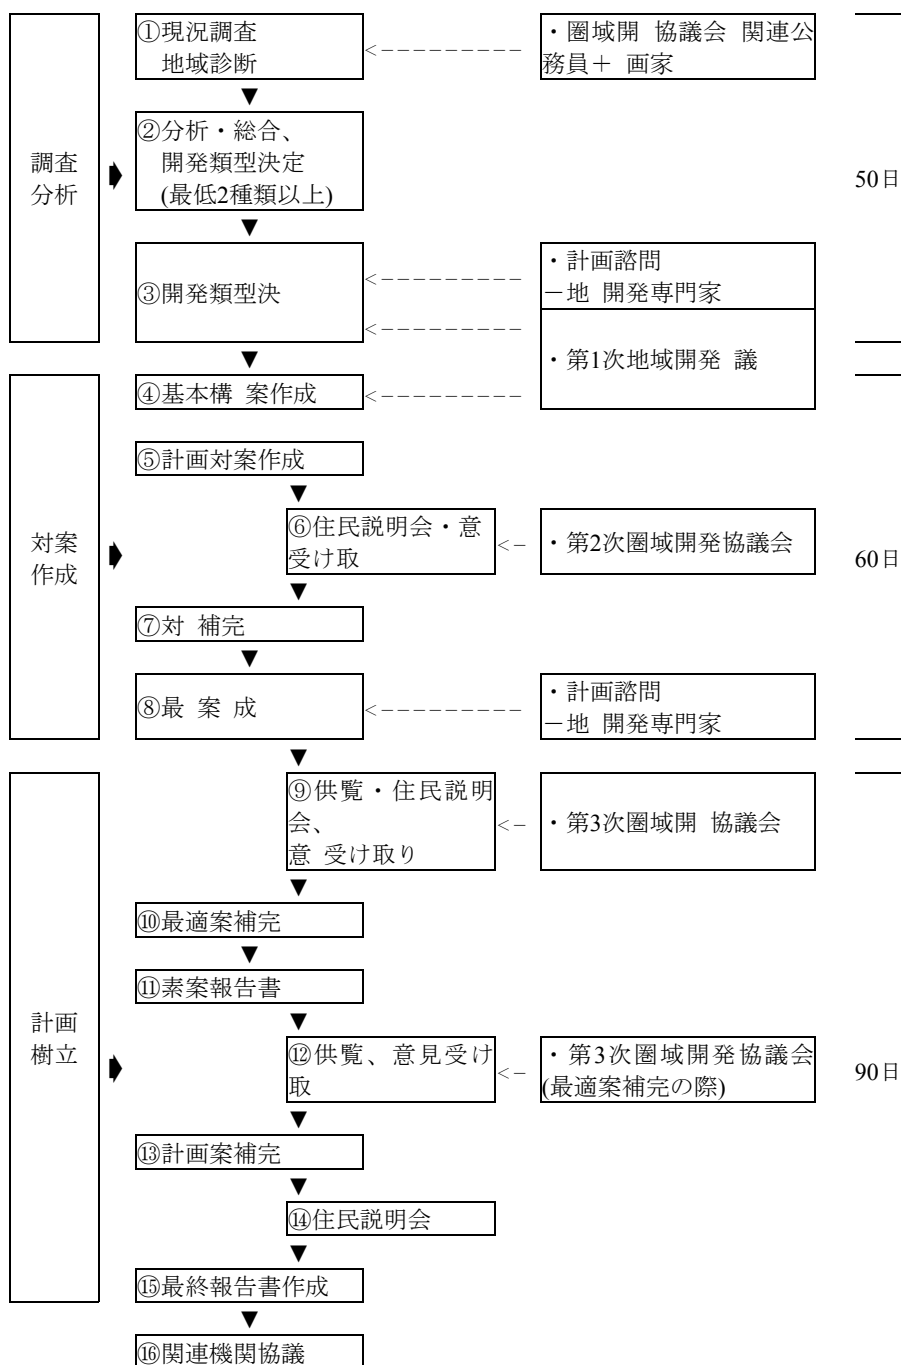 調査
分析
①現況調査
地域診断
<---------
・圏域開 協議会 関連公
務員＋ 画家
▼
②分析・総合、
開発類型決定
(最低2種類以上)
50日
▼
③開発類型決
<---------
・計画諮問
－地 開発専門家
<---------
・第1次地域開発 議
▼
対案
作成
④基本構 案作成
<---------
⑤計画対案作成
▼
⑥住民説明会・意
受け取
<-
・第2次圏域開発協議会
60日
▼
⑦対 補完
▼
⑧最 案 成
<---------
・計画諮問
－地 開発専門家
▼
計画
樹立
⑨供覧・住民説明
会、
意 受け取り
<-
・第3次圏域開 協議会
▼
⑩最適案補完
▼
⑪素案報告書
▼
⑫供覧、意見受け
取
<-
・第3次圏域開発協議会
(最適案補完の際)
90日
▼
⑬計画案補完
▼
⑭住民説明会
▼
⑮最終報告書作成
▼
⑯関連機関協議